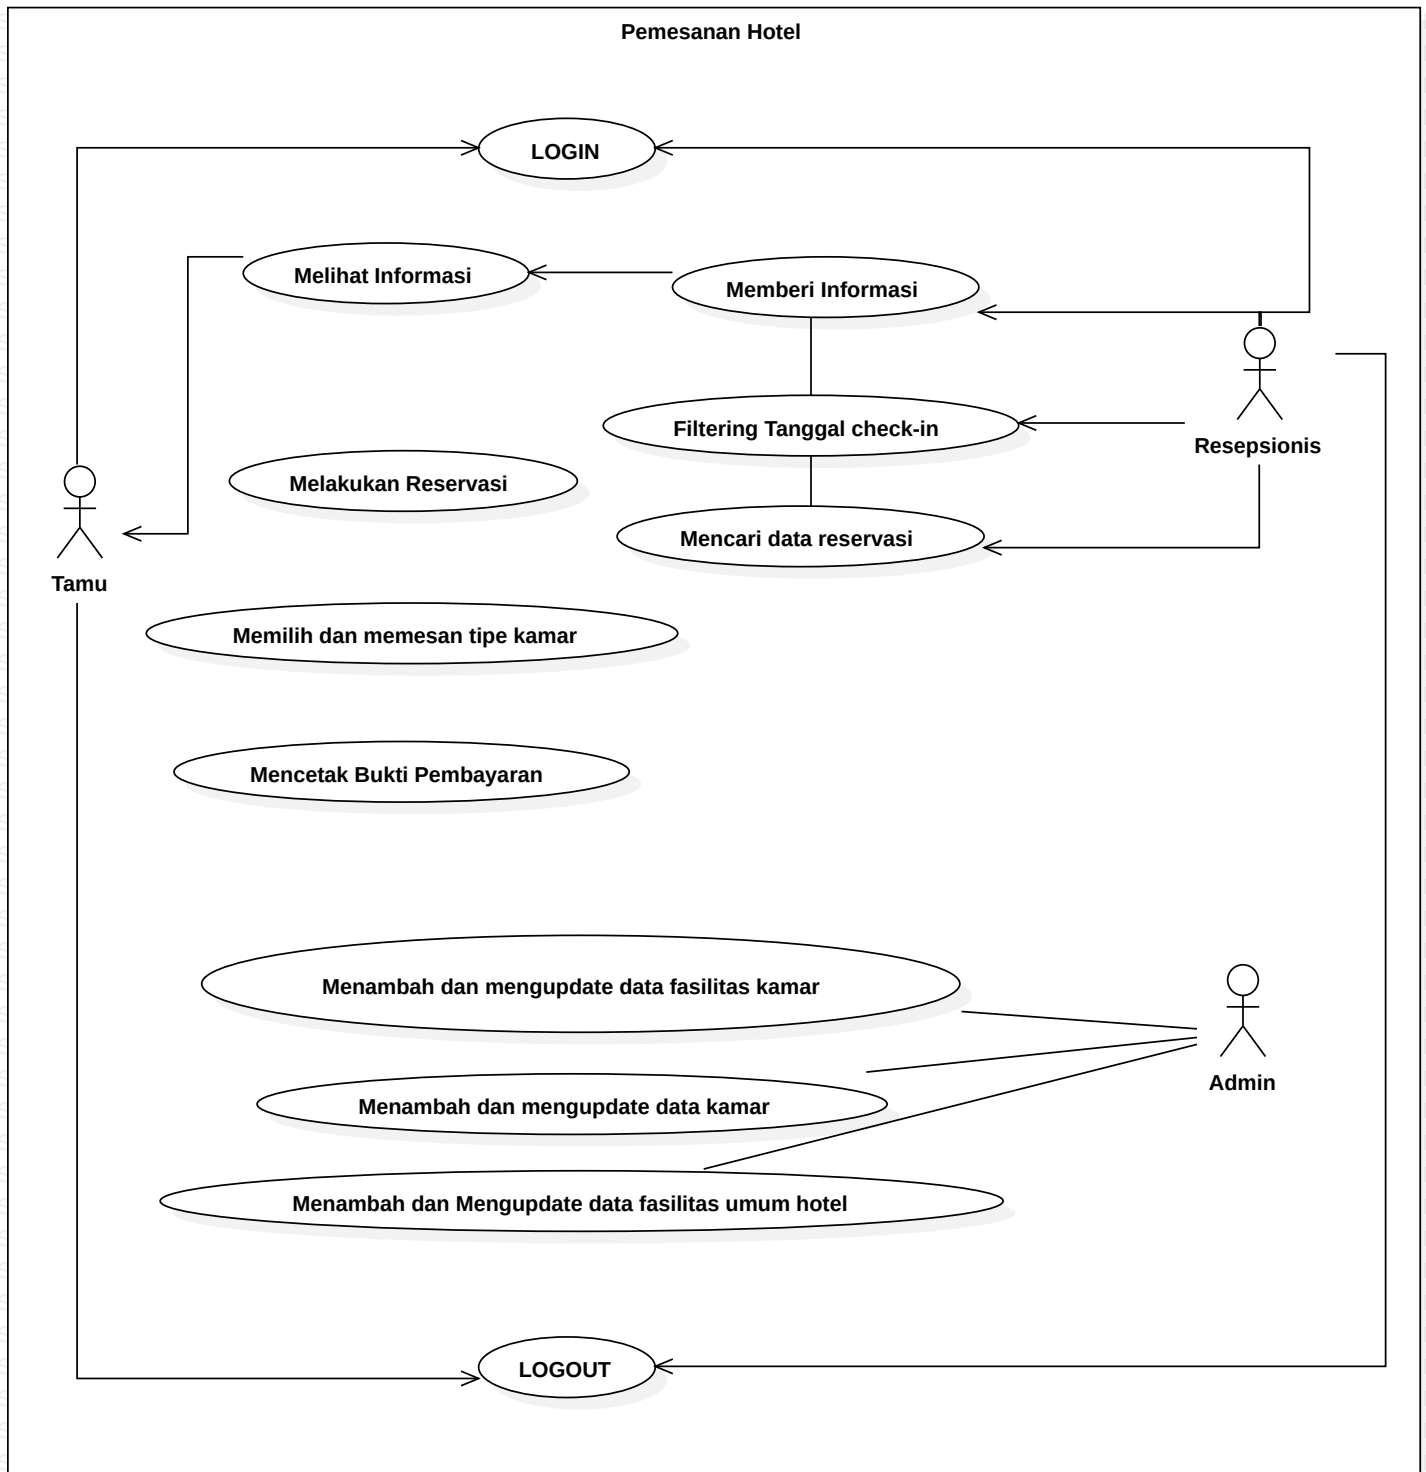 Pemesanan Hotel
LOGIN
Melihat Informasi
Memberi Informasi
Filtering Tanggal check-in
Resepsionis
Melakukan Reservasi
Mencari data reservasi
Tamu
Memilih dan memesan tipe kamar
Mencetak Bukti Pembayaran
Menambah dan mengupdate data fasilitas kamar
Admin
Menambah dan mengupdate data kamar
Menambah dan Mengupdate data fasilitas umum hotel
LOGOUT